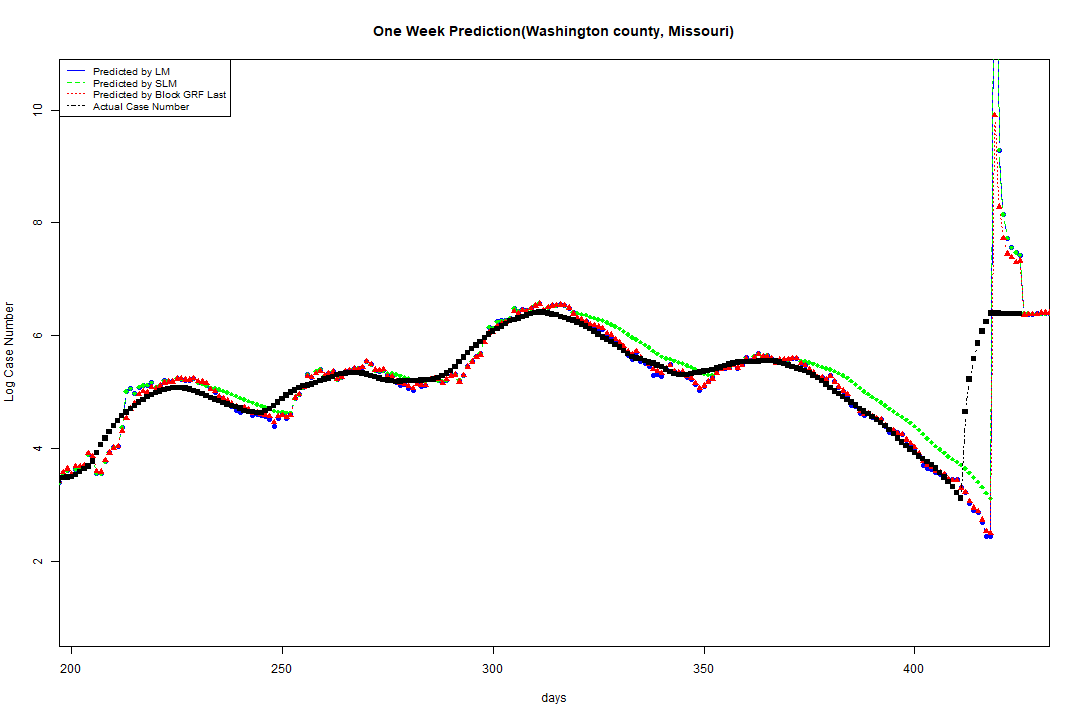 One Week Prediction(Washington county, Missouri)
Predicted by LM
Predicted by SLM
Predicted by Block GRF Last
Actual Case Number
Log Case Number
10
8
6
4
2
200 250 300 350 400
days